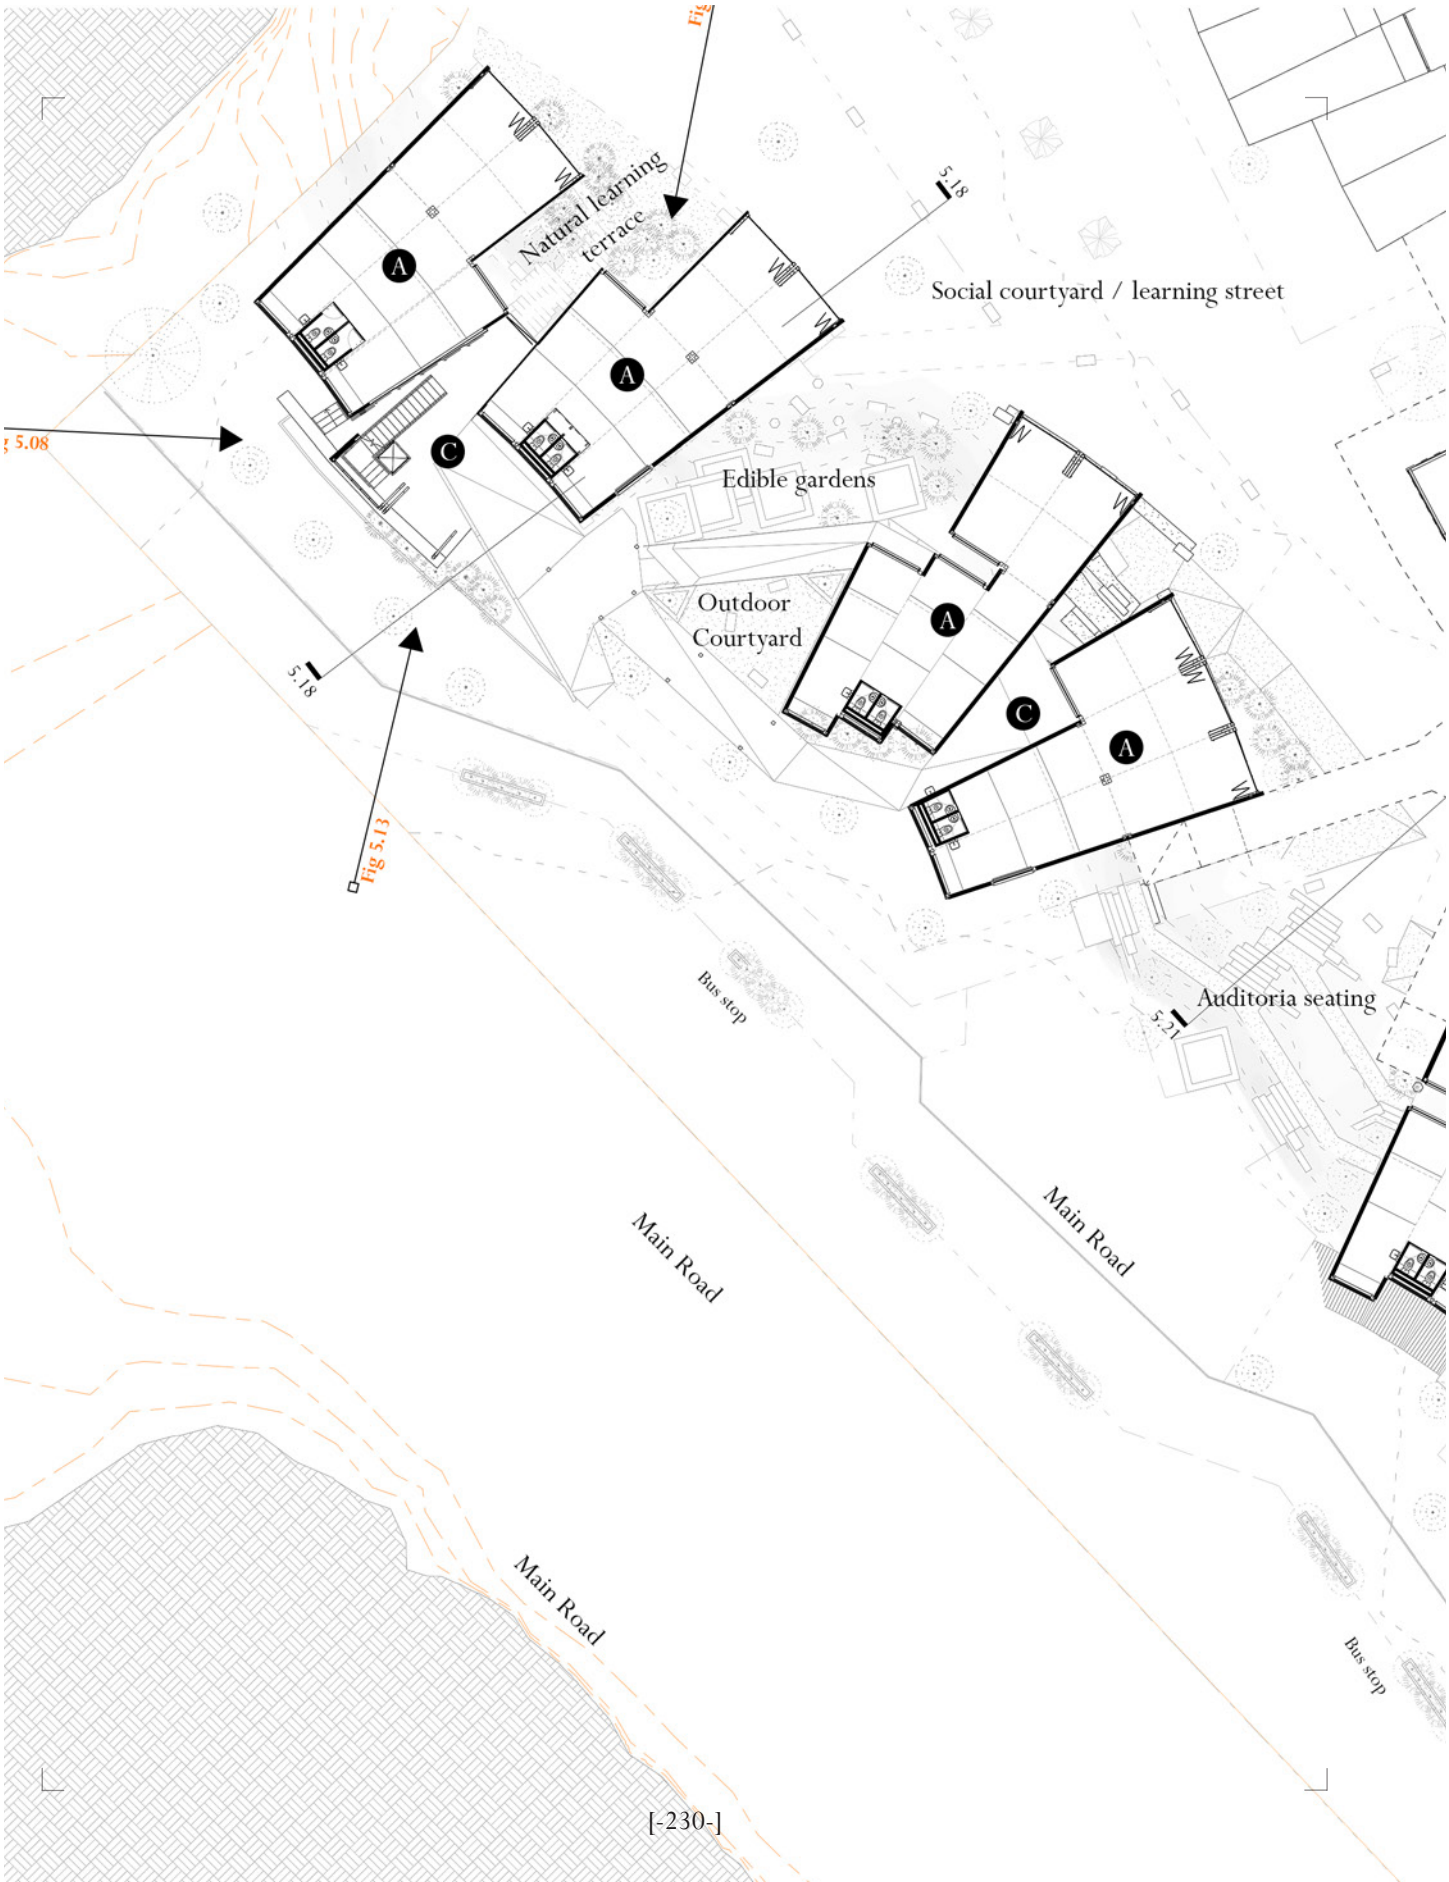 Fig
5.18
Natural learning
terrace
A
Social courtyard / learning street
A
5.08
C
Edible gardens
Outdoor
Courtyard
A
5.18
C
A
Fig 5.13
Bus stop
Auditoria seating
5.21
Main Road
Main Road
Main Road
Bus stop
[-230-]